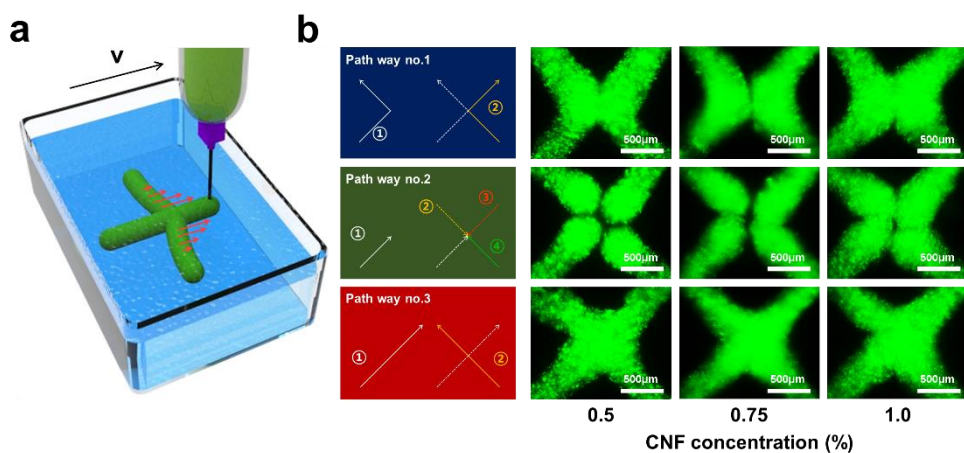 a
b
v
Path way no.1
①
②
500μm
500μm
500μm
Path way no.2
①
②
③
④
500μm
500μm
500μm
Path way no.3
①
②
500μm
500μm
500μm
0.5
0.75
1.0
CNF concentration (%)